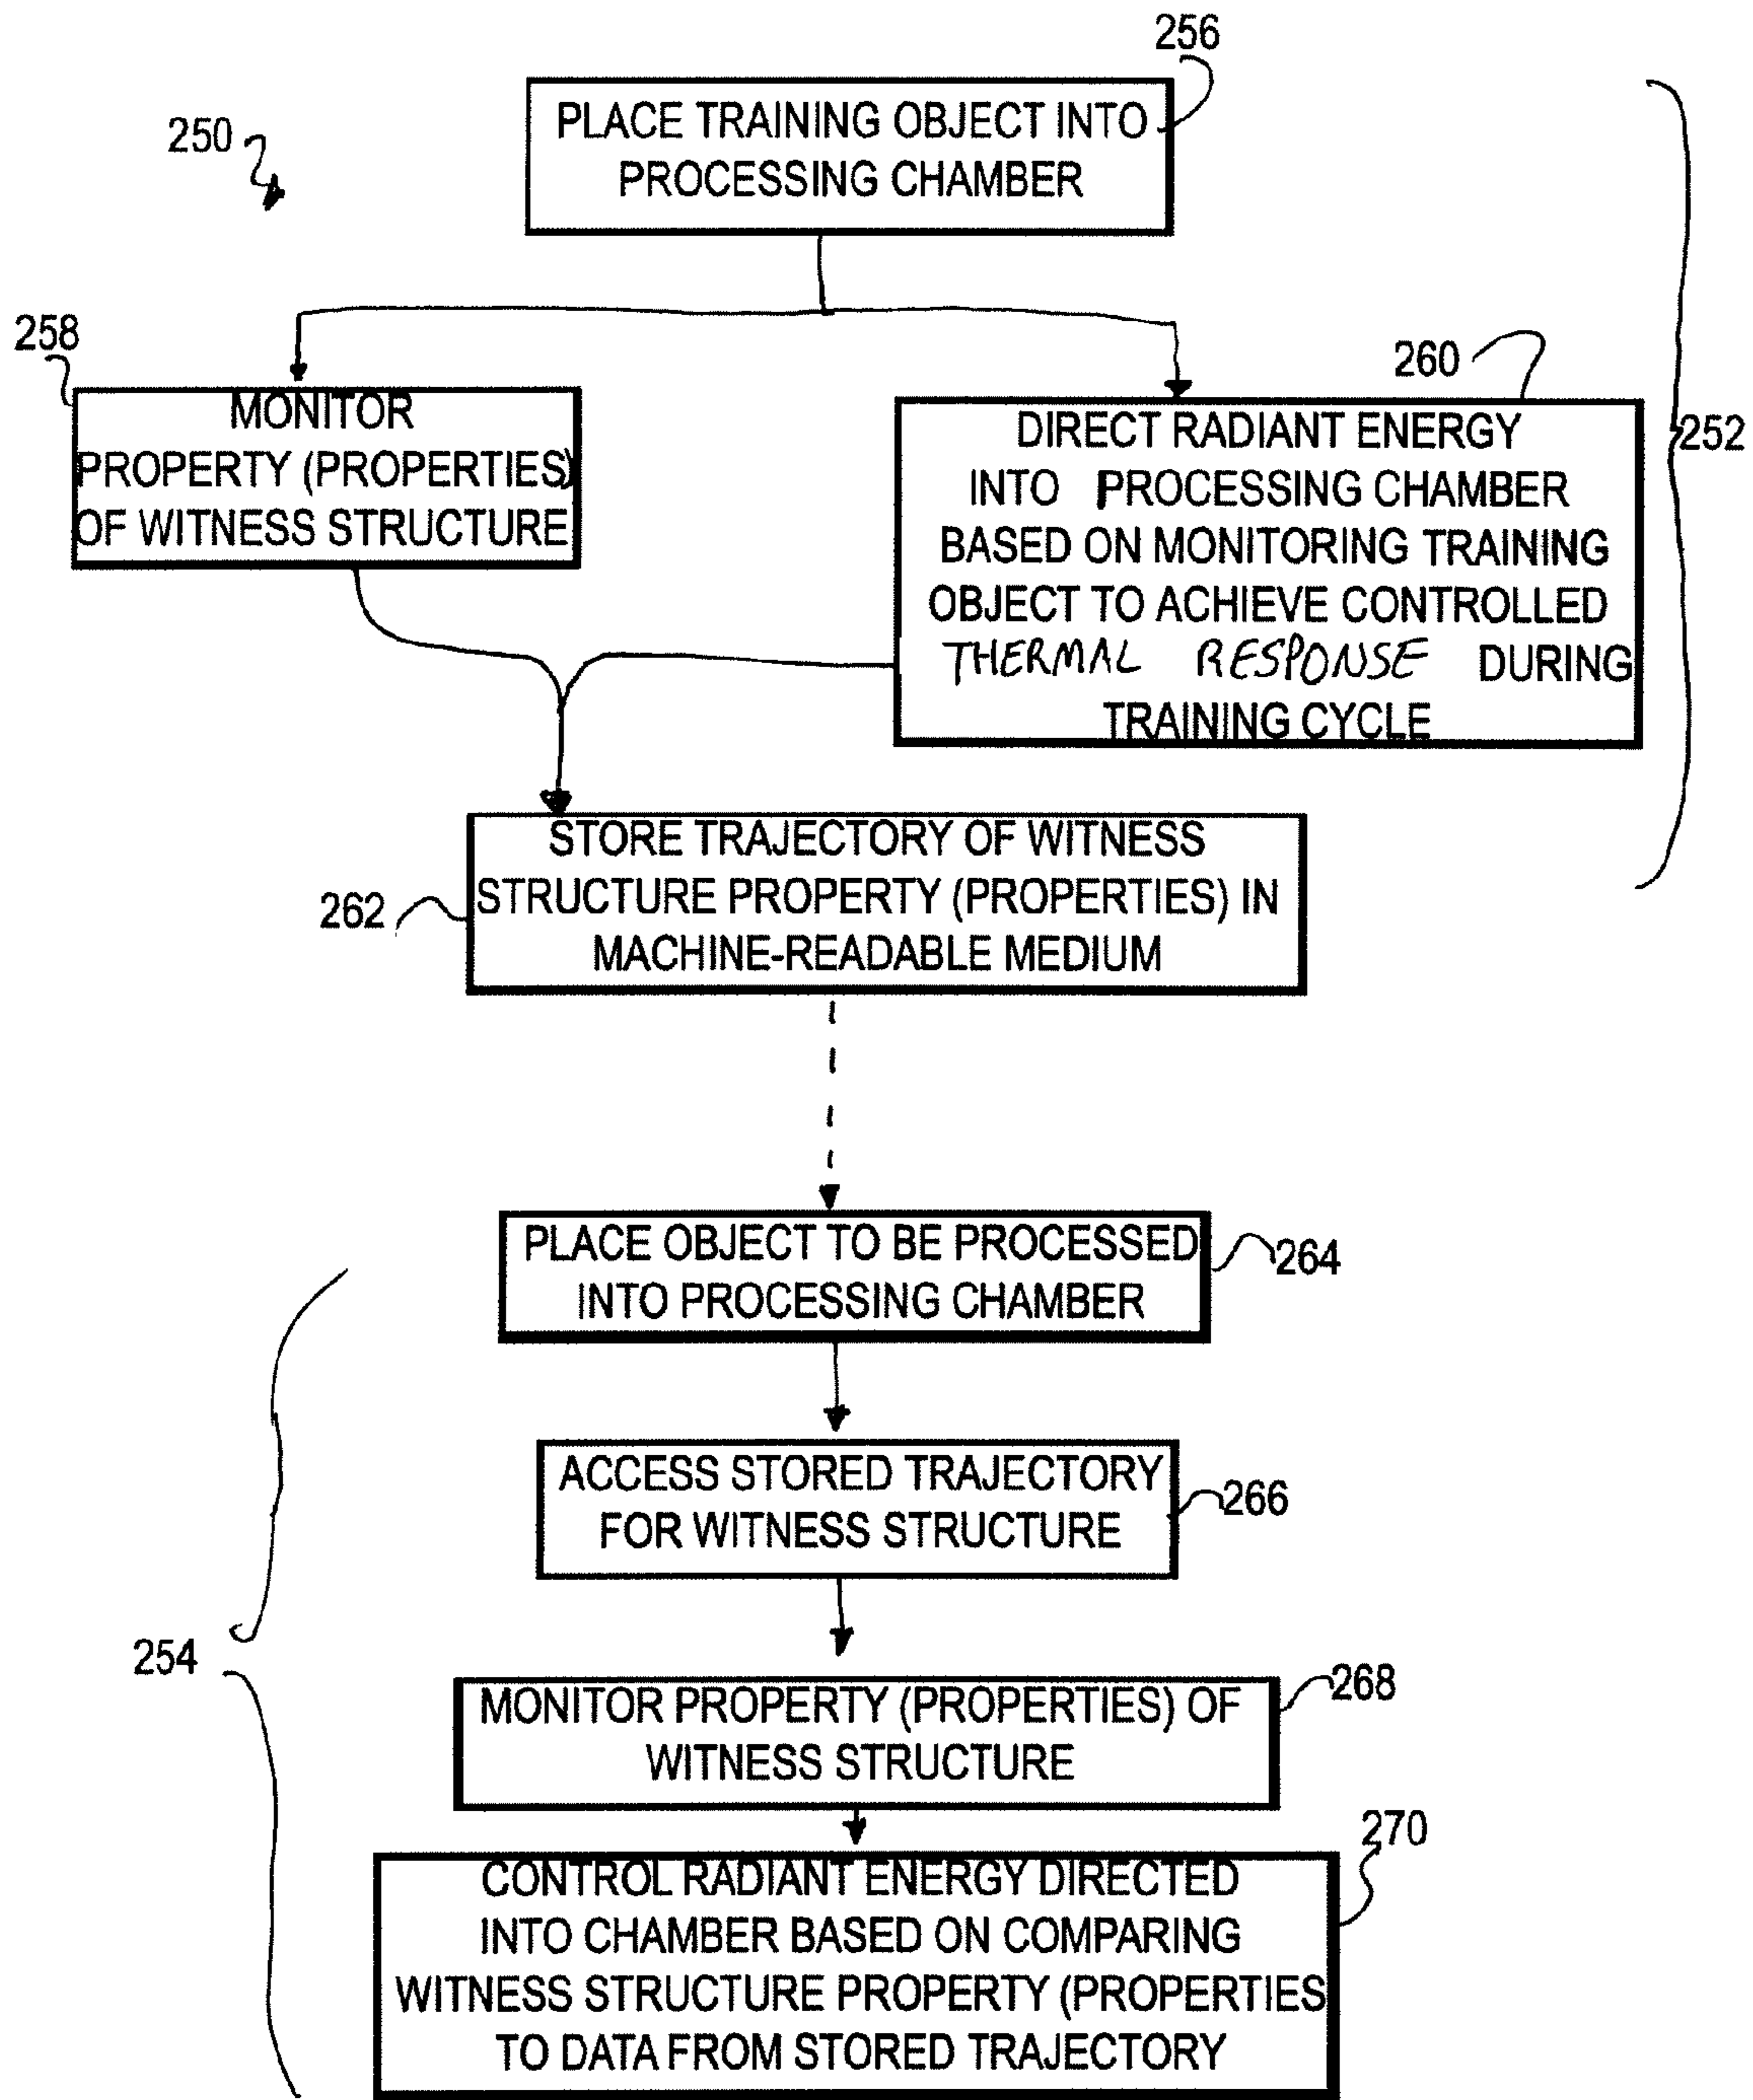 256
PLACE TRAINING OBJECT INTO
PROCESSING CHAMBER
250
258
MONITOR
PROPERTY (PROPERTIES)
OF WITNESS STRUCTURE
260
DIRECT RADIANT ENERGY
INTO PROCESSING CHAMBER
BASED ON MONITORING TRAINING
OBJECT TO ACHIEVE CONTROLLED
THERMAL RESPONSE DURING
TRAINING CYCLE
252
STORE TRAJECTORY OF WITNESS
STRUCTURE PROPERTY (PROPERTIES) IN
MACHINE-READABLE MEDIUM
262
PLACE OBJECT TO BE PROCESSED
INTO PROCESSING CHAMBER
264
ACCESS STORED TRAJECTORY
FOR WITNESS STRUCTURE
266
254
MONITOR PROPERTY (PROPERTIES) OF
WITNESS STRUCTURE
268
270
CONTROL RADIANT ENERGY DIRECTED
INTO CHAMBER BASED ON COMPARING
WITNESS STRUCTURE PROPERTY (PROPERTIES
TO DATA FROM STORED TRAJECTORY